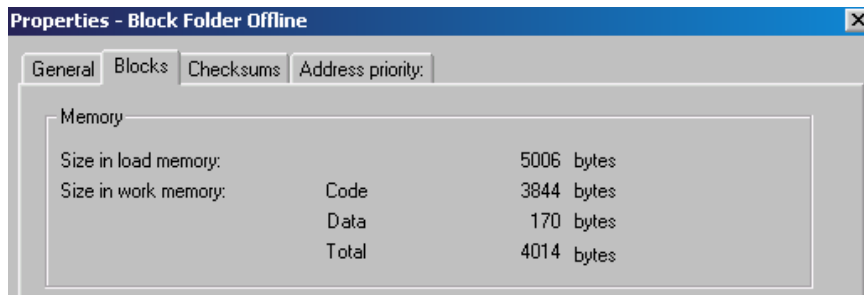 Properties - Block Folder Offline
General Blocks Checksums Address priority:
Memory
Size in load memory: 5006 bytes
Size in work memory: Code 3844 bytes
Data 170 bytes
Total 4014 bytes